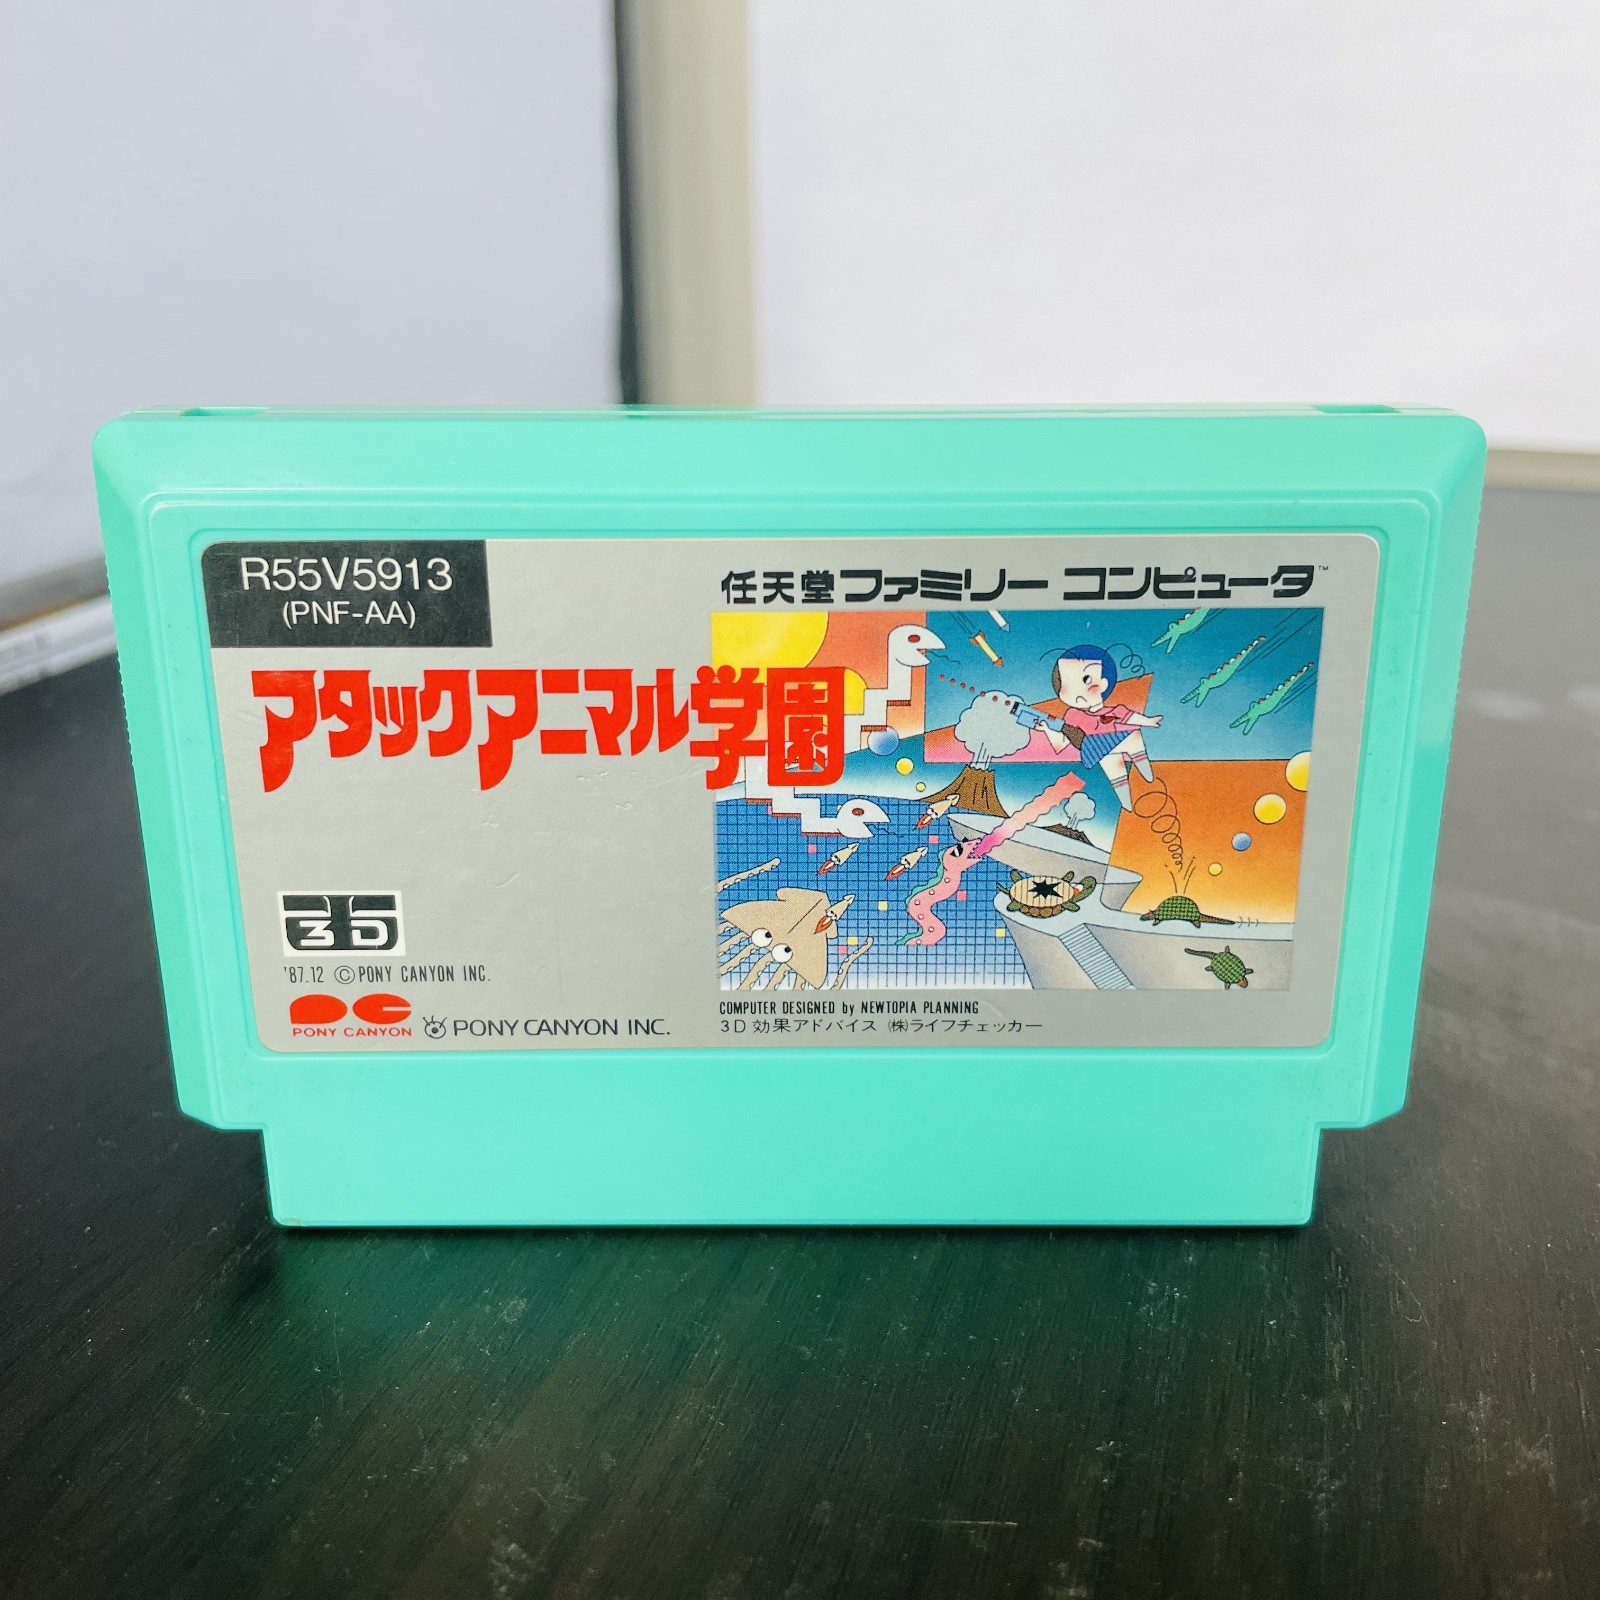 R55V5913
(PNF-AA)
任天堂ファミリー コンピュータ™
アタックアニマル学園
3D
'87.12 ©PONY CANYON INC.
PC
PONY CANYON
PONY CANYON INC.
COMPUTER DESIGNED by NEWTOPIA PLANNING
3D効果アドバイス ㈱ライフチェッカー